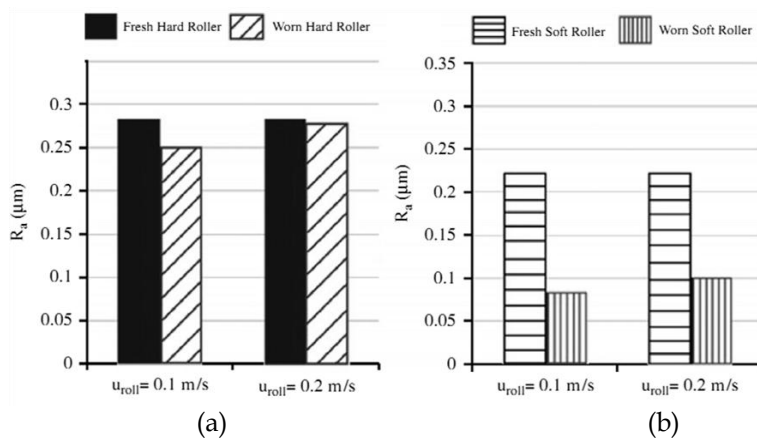 Fresh Hard Roller Worn Hard Roller
0.3
0.25
0.2
0.15
0.1
0.05
0
Ra (μm)
uroll= 0.1 m/s uroll= 0.2 m/s
(a)
Fresh Soft Roller Worn Soft Roller
0.35
0.3
0.25
0.2
0.15
0.1
0.05
0
Ra (μm)
uroll= 0.1 m/s uroll= 0.2 m/s
(b)